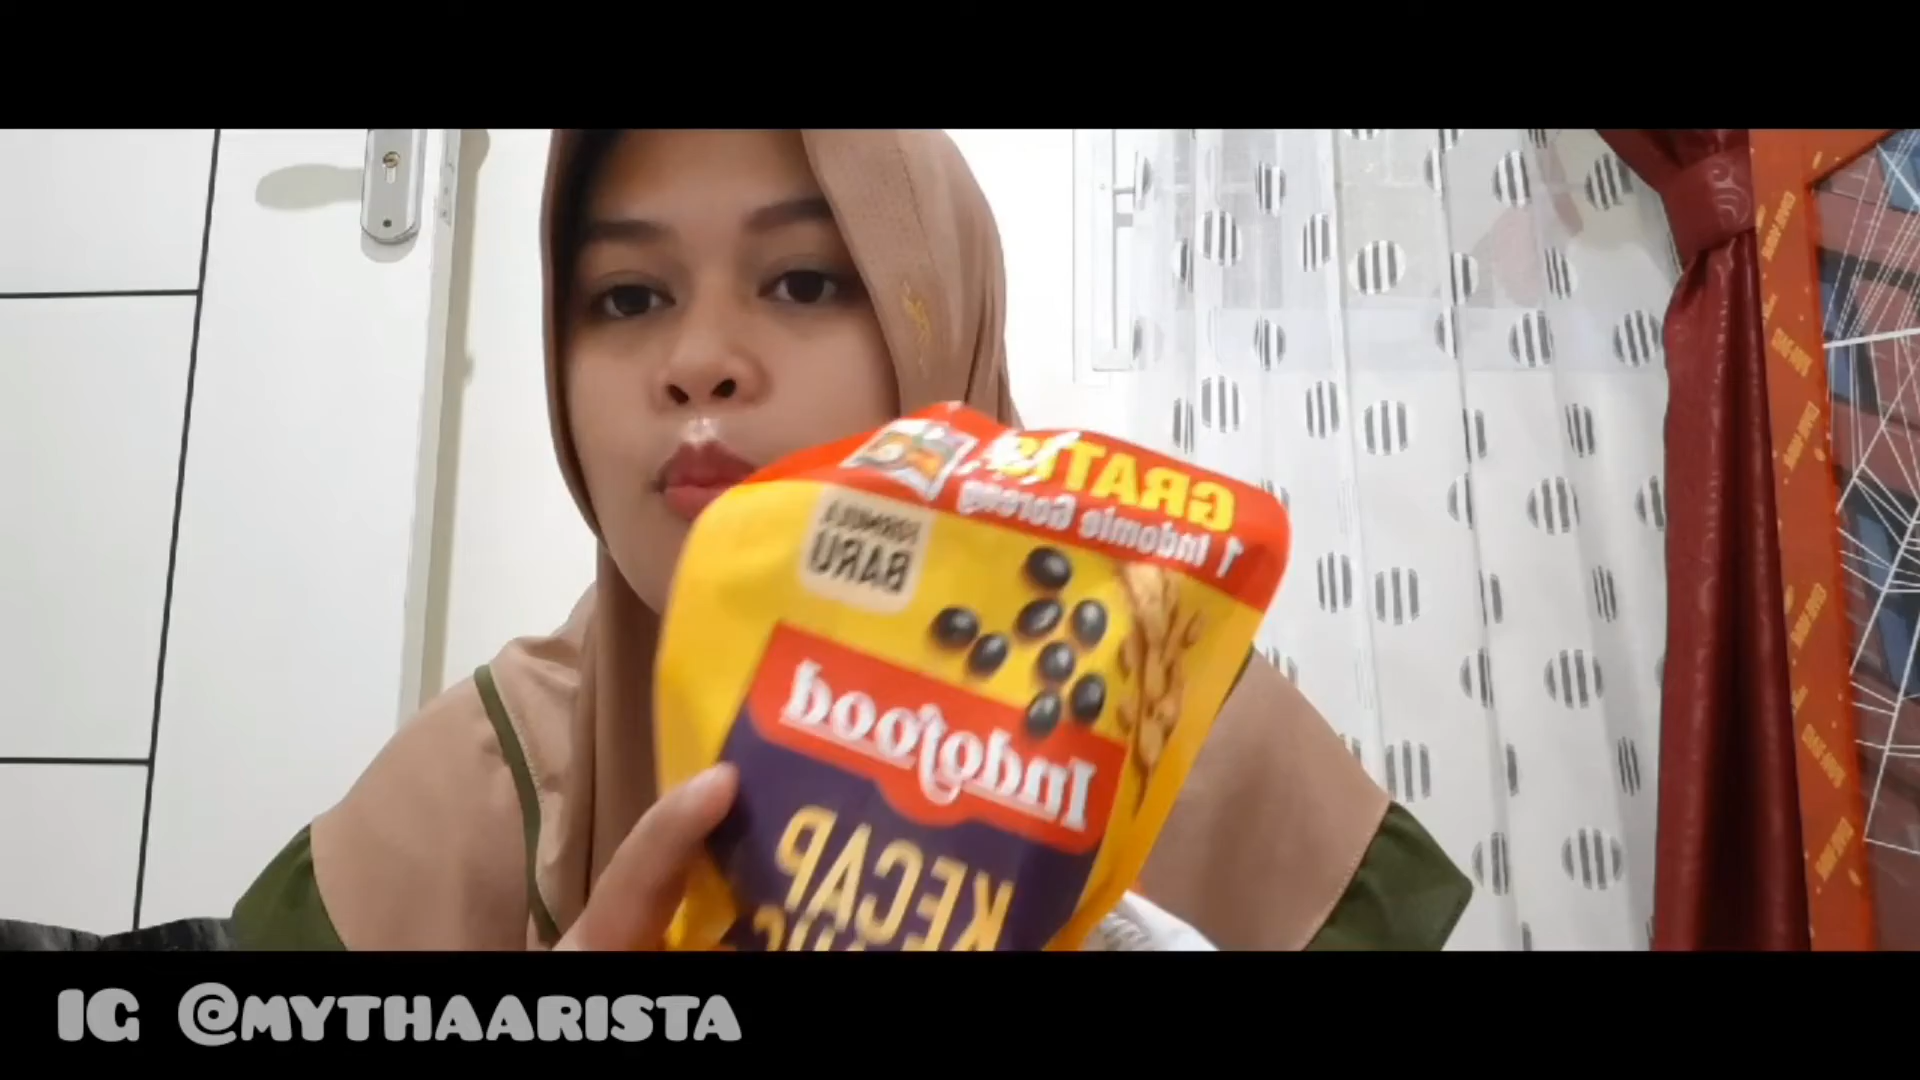 GRATIS
1 Indomie Goreng
FORMULA
BARU
Indofood
KECAP
IG @MYTHAARISTA